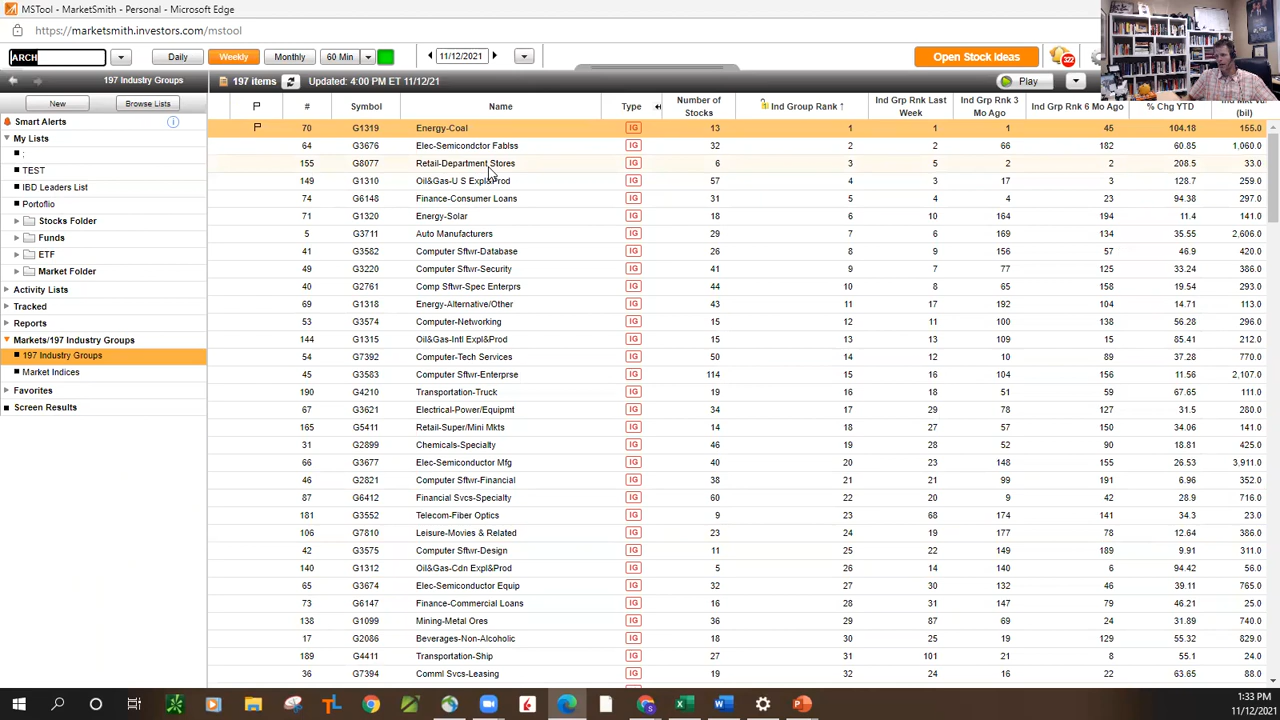 MSTool - MarketSmith - Personal - Microsoft Edge
https://marketsmith.investors.com/mstool
ARCH Daily Weekly Monthly 60 Min 11/12/2021 Open Stock Ideas 322
197 Industry Groups 197 items Updated: 4:00 PM ET 11/12/21 Play
New Browse Lists
Smart Alerts
My Lists
:
TEST
IBD Leaders List
Portoflio
Stocks Folder
Funds
ETF
Market Folder
Activity Lists
Tracked
Reports
Markets/197 Industry Groups
197 Industry Groups
Market Indices
Favorites
Screen Results
# Symbol Name Type Number of Stocks Ind Group Rank ↑ Ind Grp Rnk Last Week Ind Grp Rnk 3 Mo Ago Ind Grp Rnk 6 Mo Ago % Chg YTD (bil)
70 G1319 Energy-Coal IG 13 1 1 1 45 104.18 155.0
64 G3676 Elec-Semicondctor Fablss IG 32 2 2 66 182 60.85 1,060.0
155 G8077 Retail-Department Stores IG 6 3 5 2 2 208.5 33.0
149 G1310 Oil&Gas-U S Expl&Prod IG 57 4 3 17 3 128.7 259.0
74 G6148 Finance-Consumer Loans IG 31 5 4 4 23 94.38 297.0
71 G1320 Energy-Solar IG 18 6 10 164 194 11.4 141.0
5 G3711 Auto Manufacturers IG 29 7 6 169 134 35.55 2,606.0
41 G3582 Computer Sftwr-Database IG 26 8 9 156 57 46.9 420.0
49 G3220 Computer Sftwr-Security IG 41 9 7 77 125 33.24 386.0
40 G2761 Comp Sftwr-Spec Enterprs IG 44 10 8 65 158 19.54 293.0
69 G1318 Energy-Alternative/Other IG 43 11 17 192 104 14.71 113.0
53 G3574 Computer-Networking IG 15 12 11 100 138 56.28 296.0
144 G1315 Oil&Gas-Intl Expl&Prod IG 15 13 13 109 15 85.41 212.0
54 G7392 Computer-Tech Services IG 50 14 12 10 89 37.28 770.0
45 G3583 Computer Sftwr-Enterprse IG 114 15 16 104 156 11.56 2,107.0
190 G4210 Transportation-Truck IG 19 16 18 51 59 67.65 111.0
67 G3621 Electrical-Power/Equipmt IG 34 17 29 78 127 31.5 280.0
165 G5411 Retail-Super/Mini Mkts IG 14 18 27 57 150 34.06 141.0
31 G2899 Chemicals-Specialty IG 46 19 28 52 90 18.81 425.0
66 G3677 Elec-Semiconductor Mfg IG 40 20 23 148 155 26.53 3,911.0
46 G2821 Computer Sftwr-Financial IG 38 21 21 99 191 6.96 352.0
87 G6412 Financial Svcs-Specialty IG 60 22 20 9 42 28.9 716.0
181 G3552 Telecom-Fiber Optics IG 9 23 68 174 141 34.3 23.0
106 G7810 Leisure-Movies & Related IG 23 24 19 177 78 12.64 386.0
42 G3575 Computer Sftwr-Design IG 11 25 22 149 189 9.91 311.0
140 G1312 Oil&Gas-Cdn Expl&Prod IG 5 26 14 140 6 94.42 56.0
65 G3674 Elec-Semiconductor Equip IG 32 27 30 132 46 39.11 765.0
73 G6147 Finance-Commercial Loans IG 16 28 31 147 79 46.21 25.0
138 G1099 Mining-Metal Ores IG 36 29 87 69 24 31.89 740.0
17 G2086 Beverages-Non-Alcoholic IG 18 30 25 19 129 55.32 829.0
189 G4411 Transportation-Ship IG 27 31 101 21 8 55.1 24.0
36 G7394 Comml Svcs-Leasing IG 19 32 24 16 22 63.65 88.0
1:33 PM
11/12/2021